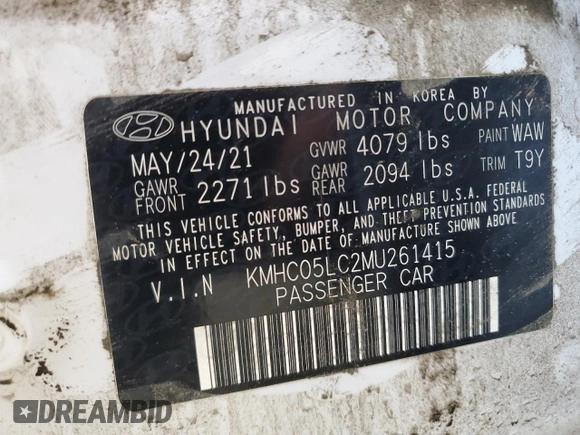 MANUFACTURED IN KOREA BY
HYUNDAI MOTOR COMPANY
MAY/24/21 GVWR 4079 lbs PAINT WAW
GAWR FRONT 2271 lbs GAWR REAR 2094 lbs TRIM T9Y
THIS VEHICLE CONFORMS TO ALL APPLICABLE U.S.A. FEDERAL
MOTOR VEHICLE SAFETY, BUMPER, AND THEFT PREVENTION STANDARDS
IN EFFECT ON THE DATE OF MANUFACTURE SHOWN ABOVE.
V.I.N KMHC05LC2MU261415
PASSENGER CAR
DREAMBID